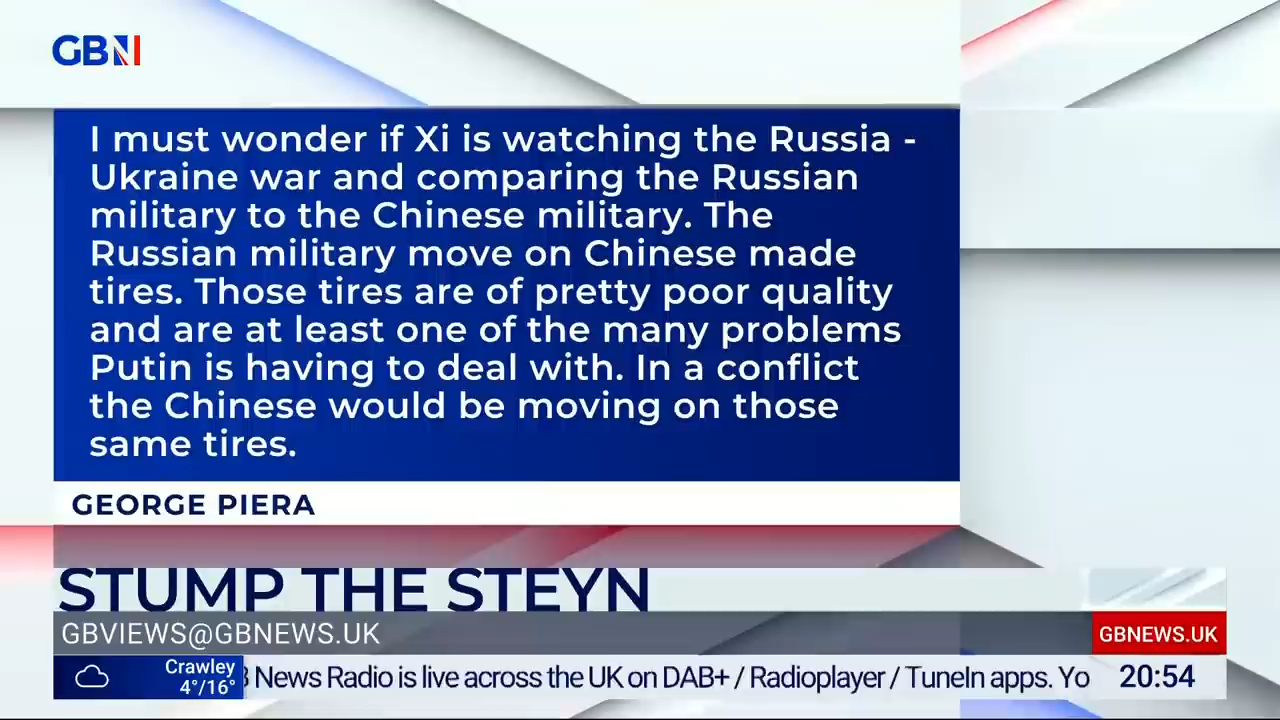 GBN
I must wonder if Xi is watching the Russia -
Ukraine war and comparing the Russian
military to the Chinese military. The
Russian military move on Chinese made
tires. Those tires are of pretty poor quality
and are at least one of the many problems
Putin is having to deal with. In a conflict
the Chinese would be moving on those
same tires.
GEORGE PIERA
STUMP THE STEYN
GBVIEWS@GBNEWS.UK
GBNEWS.UK
Crawley
4°/16°
News Radio is live across the UK on DAB+ / Radioplayer / TuneIn apps. Yo
20:54